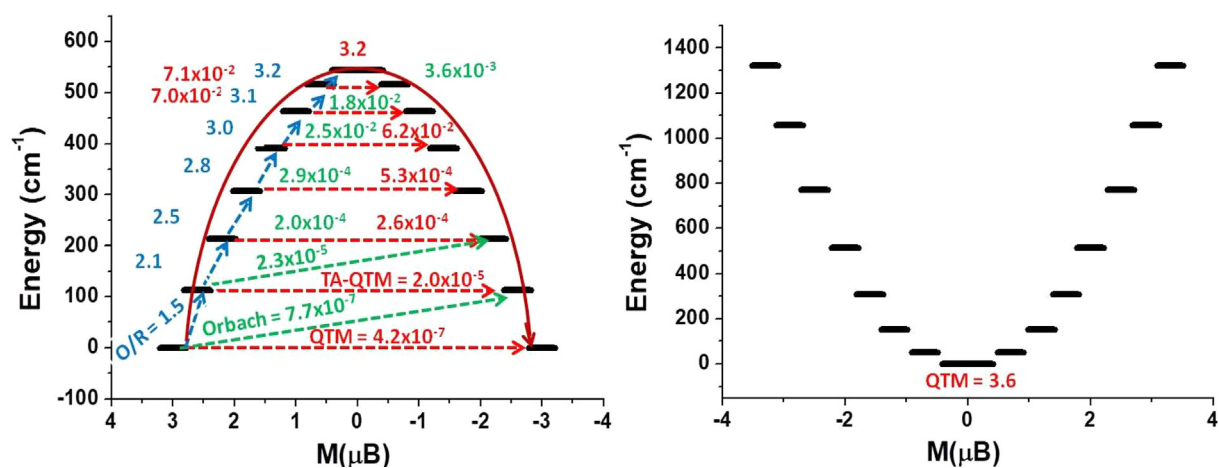 600
500
400
300
200
100
0
-100
Energy (cm⁻¹)
3.2
7.1x10⁻² 3.2 3.6x10⁻³
7.0x10⁻² 3.1 1.8x10⁻²
3.0 2.5x10⁻² 6.2x10⁻²
2.8 2.9x10⁻⁴ 5.3x10⁻⁴
2.5 2.0x10⁻⁴ 2.6x10⁻⁴
2.1 2.3x10⁻⁵
TA-QTM = 2.0x10⁻⁵
O/R = 1.5 Orbach = 7.7x10⁻⁷
QTM = 4.2x10⁻⁷
4 3 2 1 0 -1 -2 -3 -4
M(μB)
1400
1200
1000
800
600
400
200
0
Energy (cm⁻¹)
QTM = 3.6
-4 -2 0 2 4
M(μB)